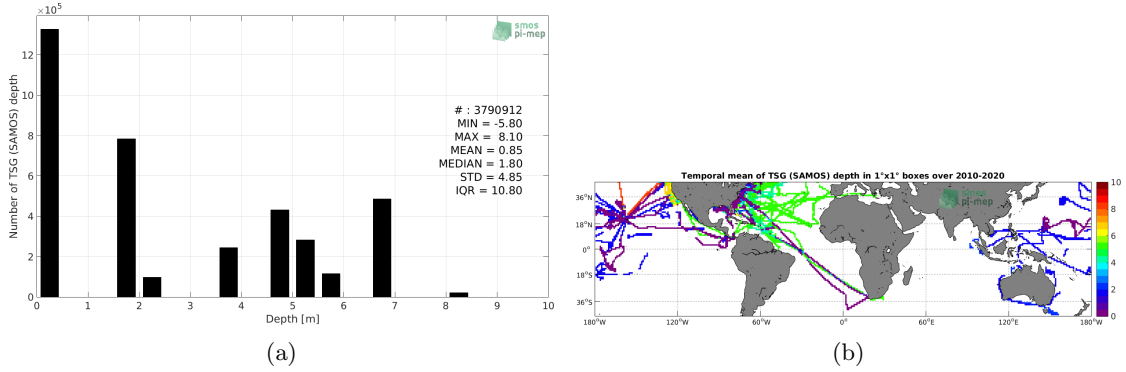 ×10⁵
12
10
8
6
4
2
0
Number of TSG (SAMOS) depth
smos
pi-mep
# : 3790912
MIN = -5.80
MAX = 8.10
MEAN = 0.85
MEDIAN = 1.80
STD = 4.85
IQR = 10.80
0 1 2 3 4 5 6 7 8 9 10
Depth [m]
(a)
Temporal mean of TSG (SAMOS) depth in 1°x1° boxes over 2010-2020
smos
pi-mep
36°N
18°N
0°
18°S
36°S
180°W 120°W 60°W 0° 60°E 120°E 180°W
10
8
6
4
2
0
(b)